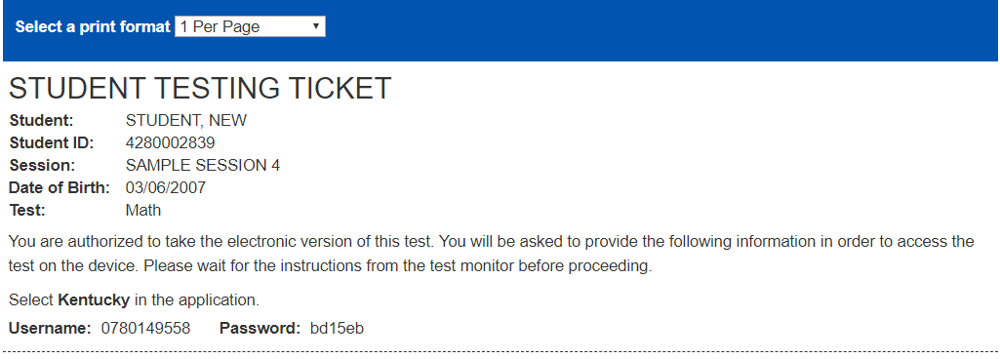 Select a print format 1 Per Page
STUDENT TESTING TICKET
Student: STUDENT, NEW
Student ID: 4280002839
Session: SAMPLE SESSION 4
Date of Birth: 03/06/2007
Test: Math
You are authorized to take the electronic version of this test. You will be asked to provide the following information in order to access the
test on the device. Please wait for the instructions from the test monitor before proceeding.
Select Kentucky in the application.
Username: 0780149558 Password: bd15eb